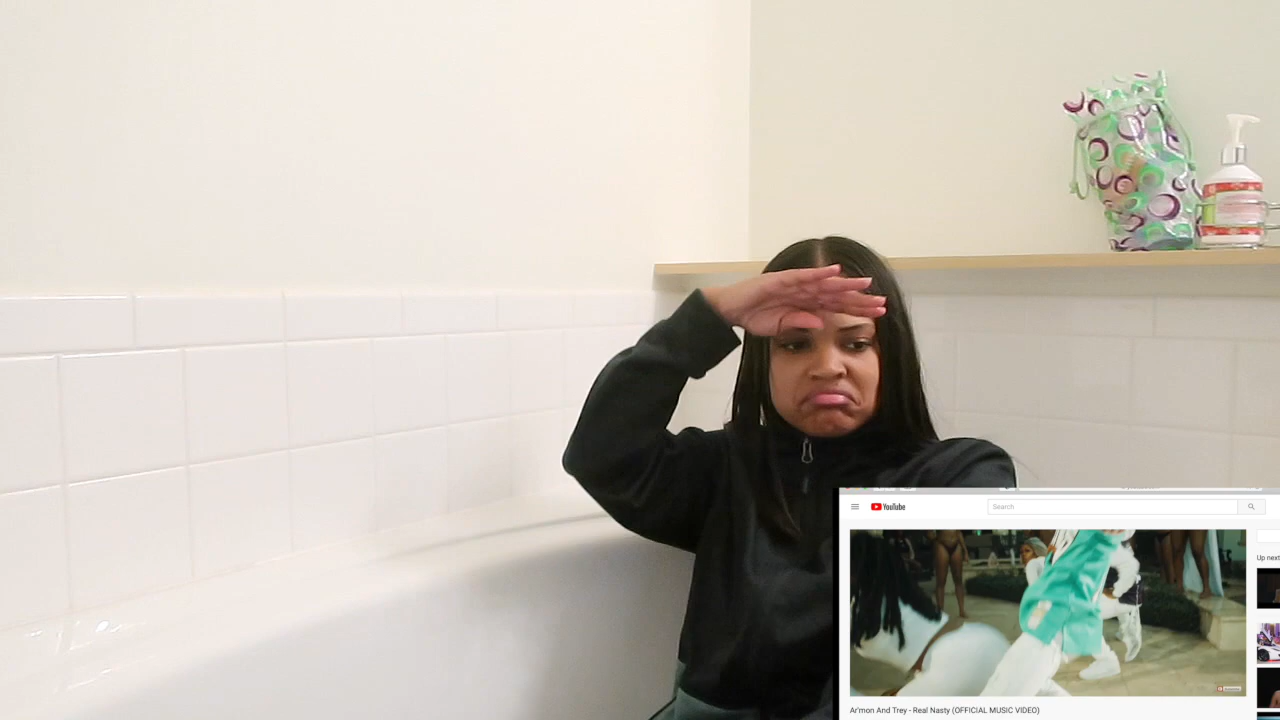 YouTube
Search
Up next
Ar'mon And Trey - Real Nasty (OFFICIAL MUSIC VIDEO)